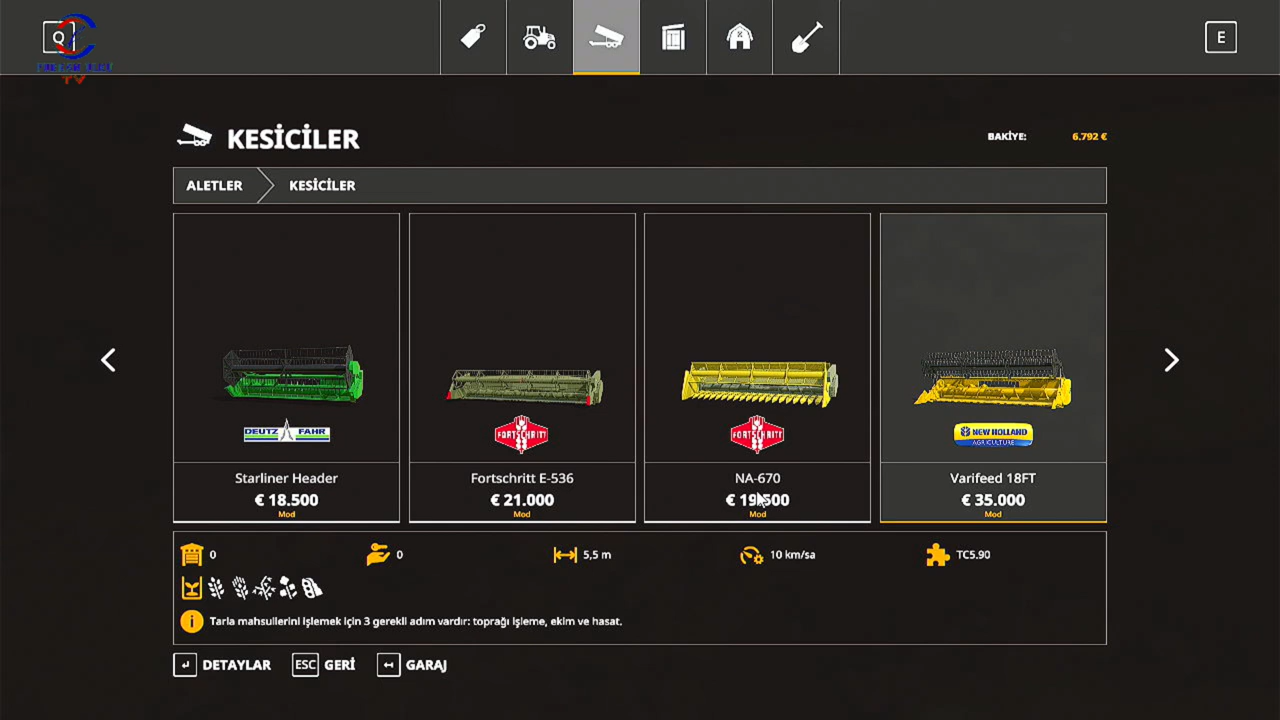 Q
TV
E
KESİCİLER
BAKİYE: 6.792 €
ALETLER KESİCİLER
DEUTZ FAHR
FORTSCHRITT
FORTSCHRITT
NEW HOLLAND
AGRICULTURE
Starliner Header
€ 18.500
Mod
Fortschritt E-536
€ 21.000
Mod
NA-670
€ 19.500
Mod
Varifeed 18FT
€ 35.000
Mod
0 0 5,5 m 10 km/sa TC5.90
Tarla mahsullerini işlemek için 3 gerekli adım vardır: toprağı işleme, ekim ve hasat.
DETAYLAR ESC GERİ GARAJ